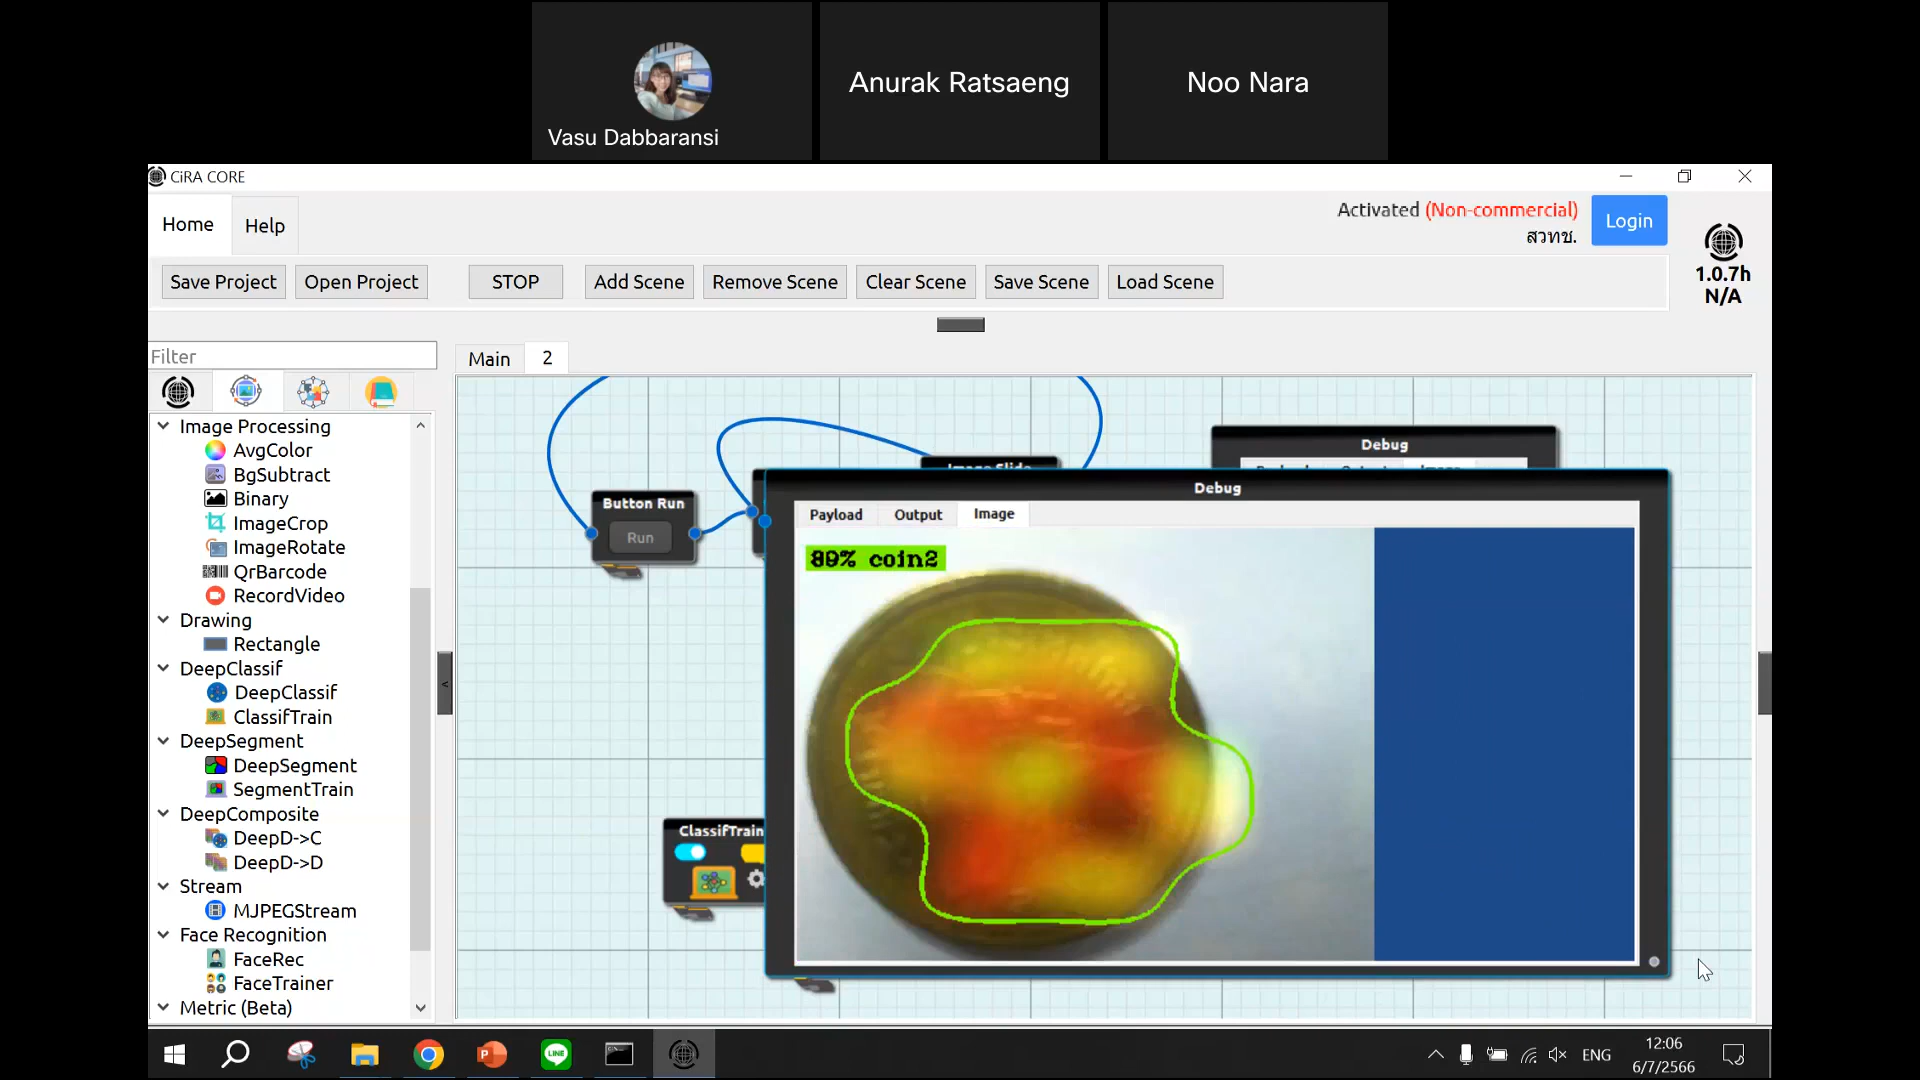 Vasu Dabbaransi
Anurak Ratsaeng
Noo Nara
CiRA CORE
Home
Help
Activated (Non-commercial)
สวทช.
Login
1.0.7h
N/A
Save Project
Open Project
STOP
Add Scene
Remove Scene
Clear Scene
Save Scene
Load Scene
Filter
Main
2
Image Processing
AvgColor
BgSubtract
Binary
ImageCrop
ImageRotate
QrBarcode
RecordVideo
Drawing
Rectangle
DeepClassif
DeepClassif
ClassifTrain
DeepSegment
DeepSegment
SegmentTrain
DeepComposite
DeepD->C
DeepD->D
Stream
MJPEGStream
Face Recognition
FaceRec
FaceTrainer
Metric (Beta)
Button Run
Run
Image Slide
Debug
Debug
Payload
Output
Image
89% coin2
ClassifTrain
ENG
12:06
6/7/2566